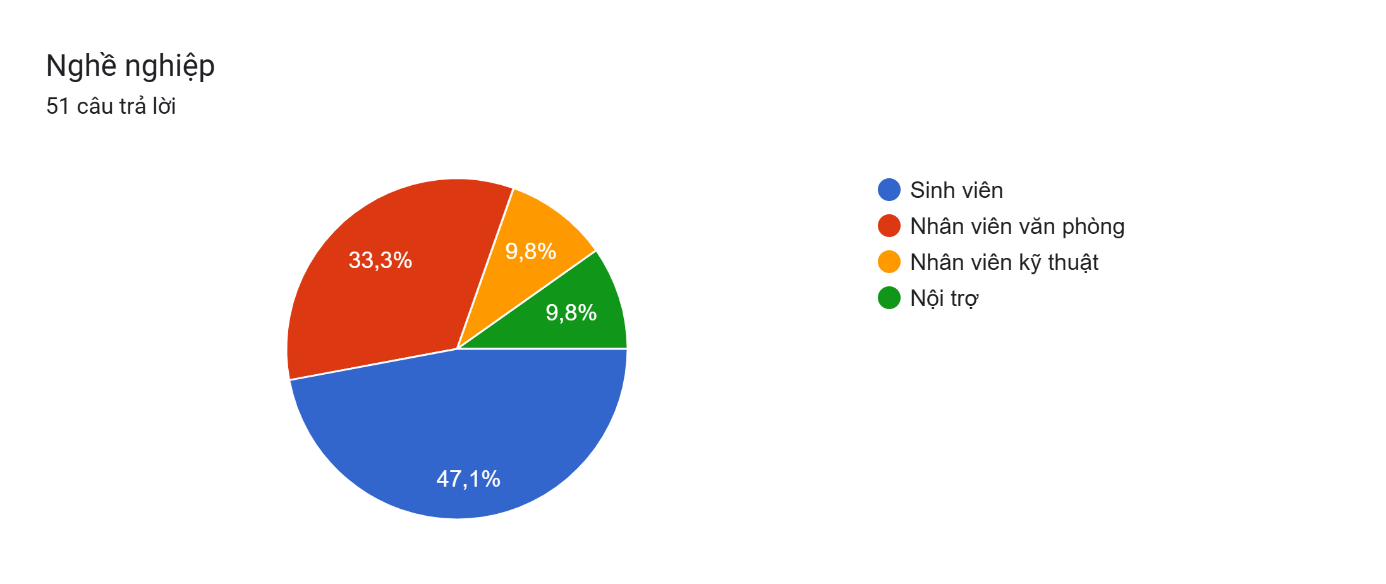 Nghề nghiệp
51 câu trả lời
33,3%
9,8%
9,8%
47,1%
Sinh viên
Nhân viên văn phòng
Nhân viên kỹ thuật
Nội trợ